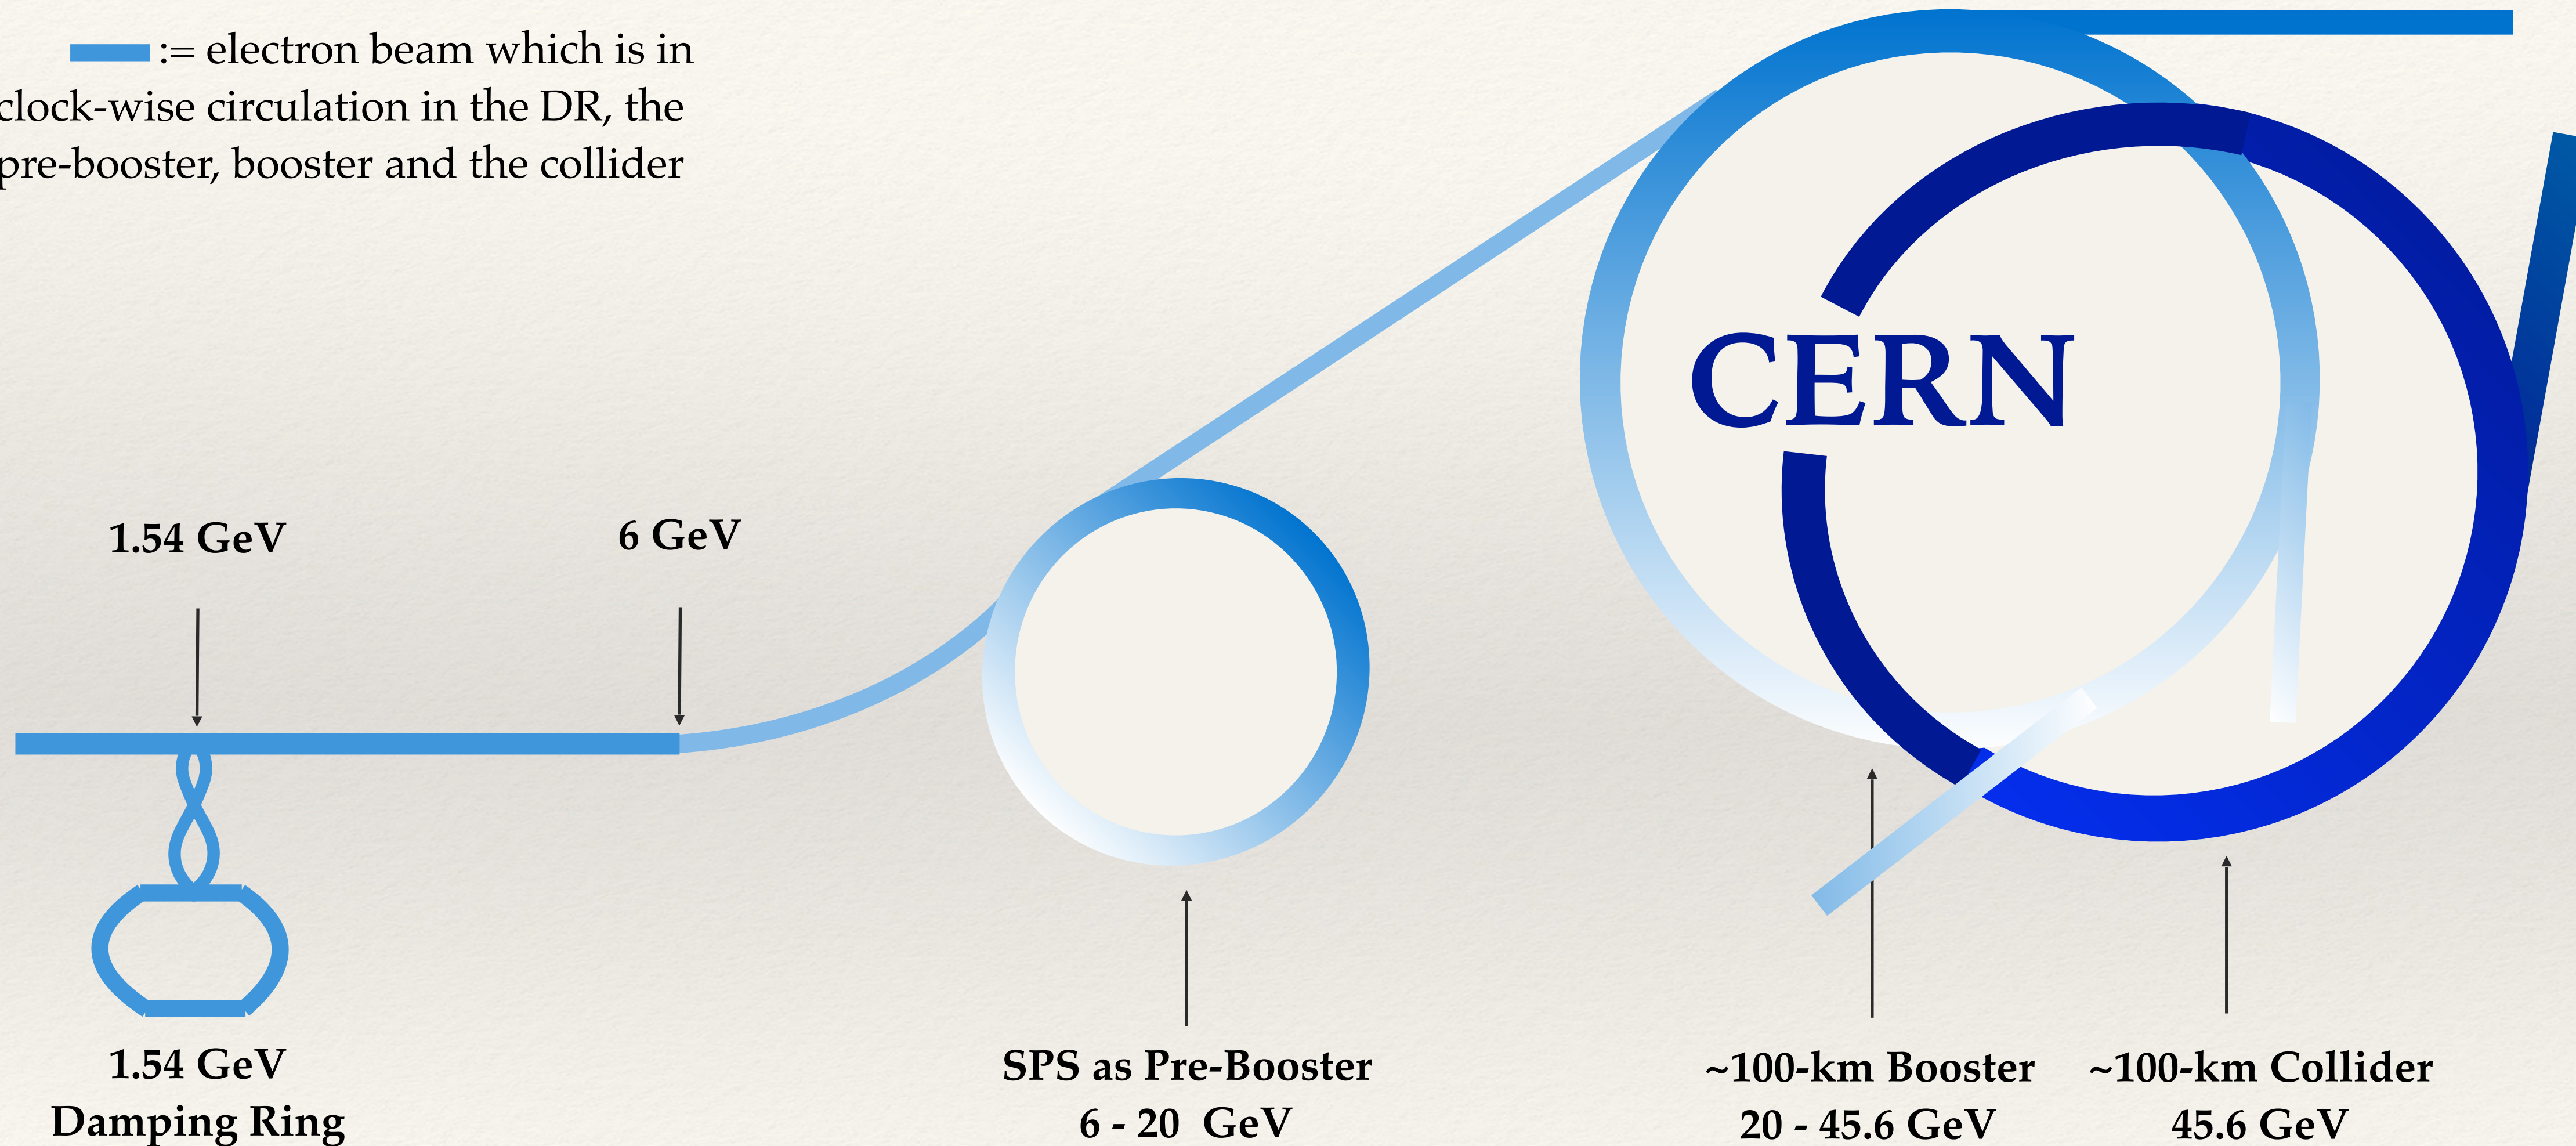 := electron beam which is in
clock-wise circulation in the DR, the
pre-booster, booster and the collider
CERN
1.54 GeV
6 GeV
1.54 GeV
Damping Ring
SPS as Pre-Booster
6 - 20 GeV
~100-km Booster
20 - 45.6 GeV
~100-km Collider
45.6 GeV